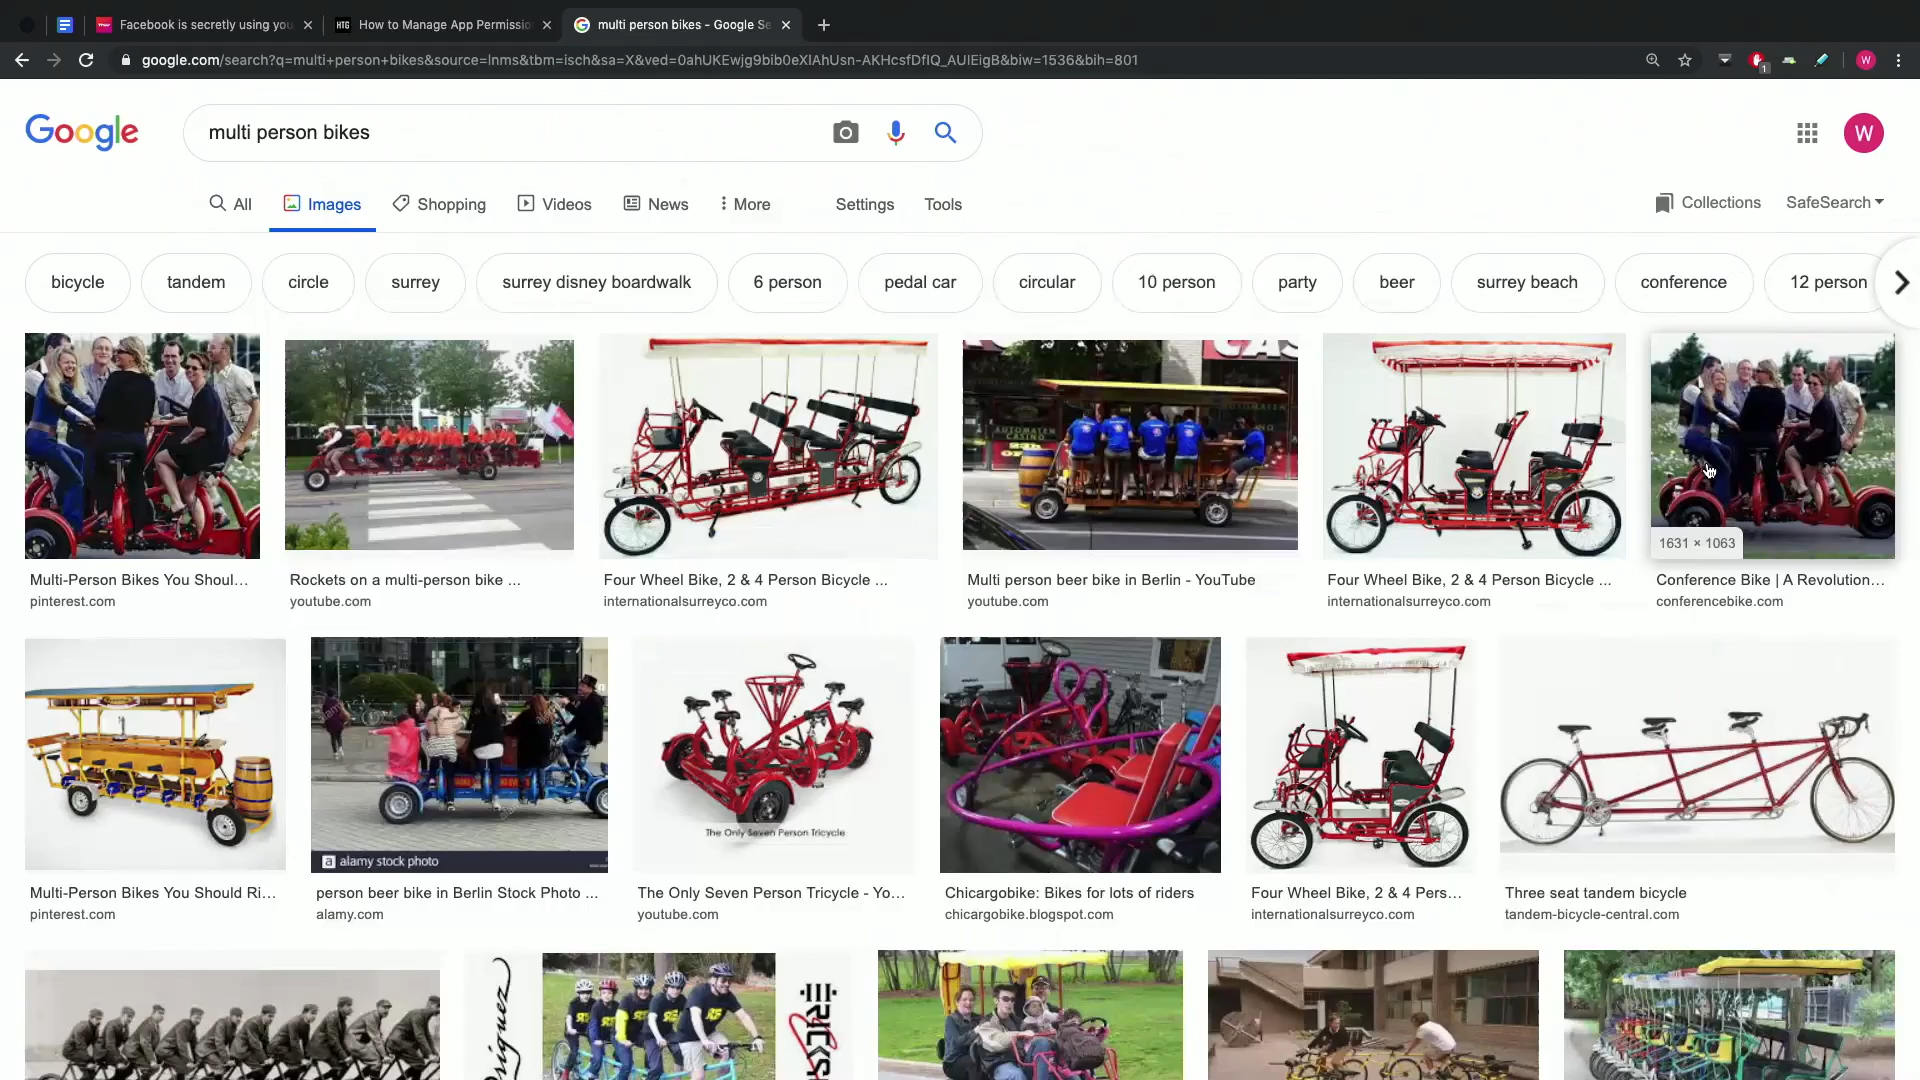 Facebook is secretly using you
HTG How to Manage App Permissio
multi person bikes - Google Se
google.com/search?q=multi+person+bikes&source=lnms&tbm=isch&sa=X&ved=0ahUKEwjg9bib0eXIAhUsn-AKHcsfDfIQ_AUIEigB&biw=1536&bih=801
1
W
Google
multi person bikes
W
All
Images
Shopping
Videos
News
More
Settings
Tools
Collections
SafeSearch
bicycle
tandem
circle
surrey
surrey disney boardwalk
6 person
pedal car
circular
10 person
party
beer
surrey beach
conference
12 person
AUTOMATEN
CASINO
1631 × 1063
Multi-Person Bikes You Shoul...
pinterest.com
Rockets on a multi-person bike ...
youtube.com
Four Wheel Bike, 2 & 4 Person Bicycle ...
internationalsurreyco.com
Multi person beer bike in Berlin - YouTube
youtube.com
Four Wheel Bike, 2 & 4 Person Bicycle ...
internationalsurreyco.com
Conference Bike | A Revolution...
conferencebike.com
a alamy stock photo
The Only Seven Person Tricycle
Multi-Person Bikes You Should Ri...
pinterest.com
person beer bike in Berlin Stock Photo ...
alamy.com
The Only Seven Person Tricycle - Yo...
youtube.com
Chicargobike: Bikes for lots of riders
chicargobike.blogspot.com
Four Wheel Bike, 2 & 4 Pers...
internationalsurreyco.com
Three seat tandem bicycle
tandem-bicycle-central.com